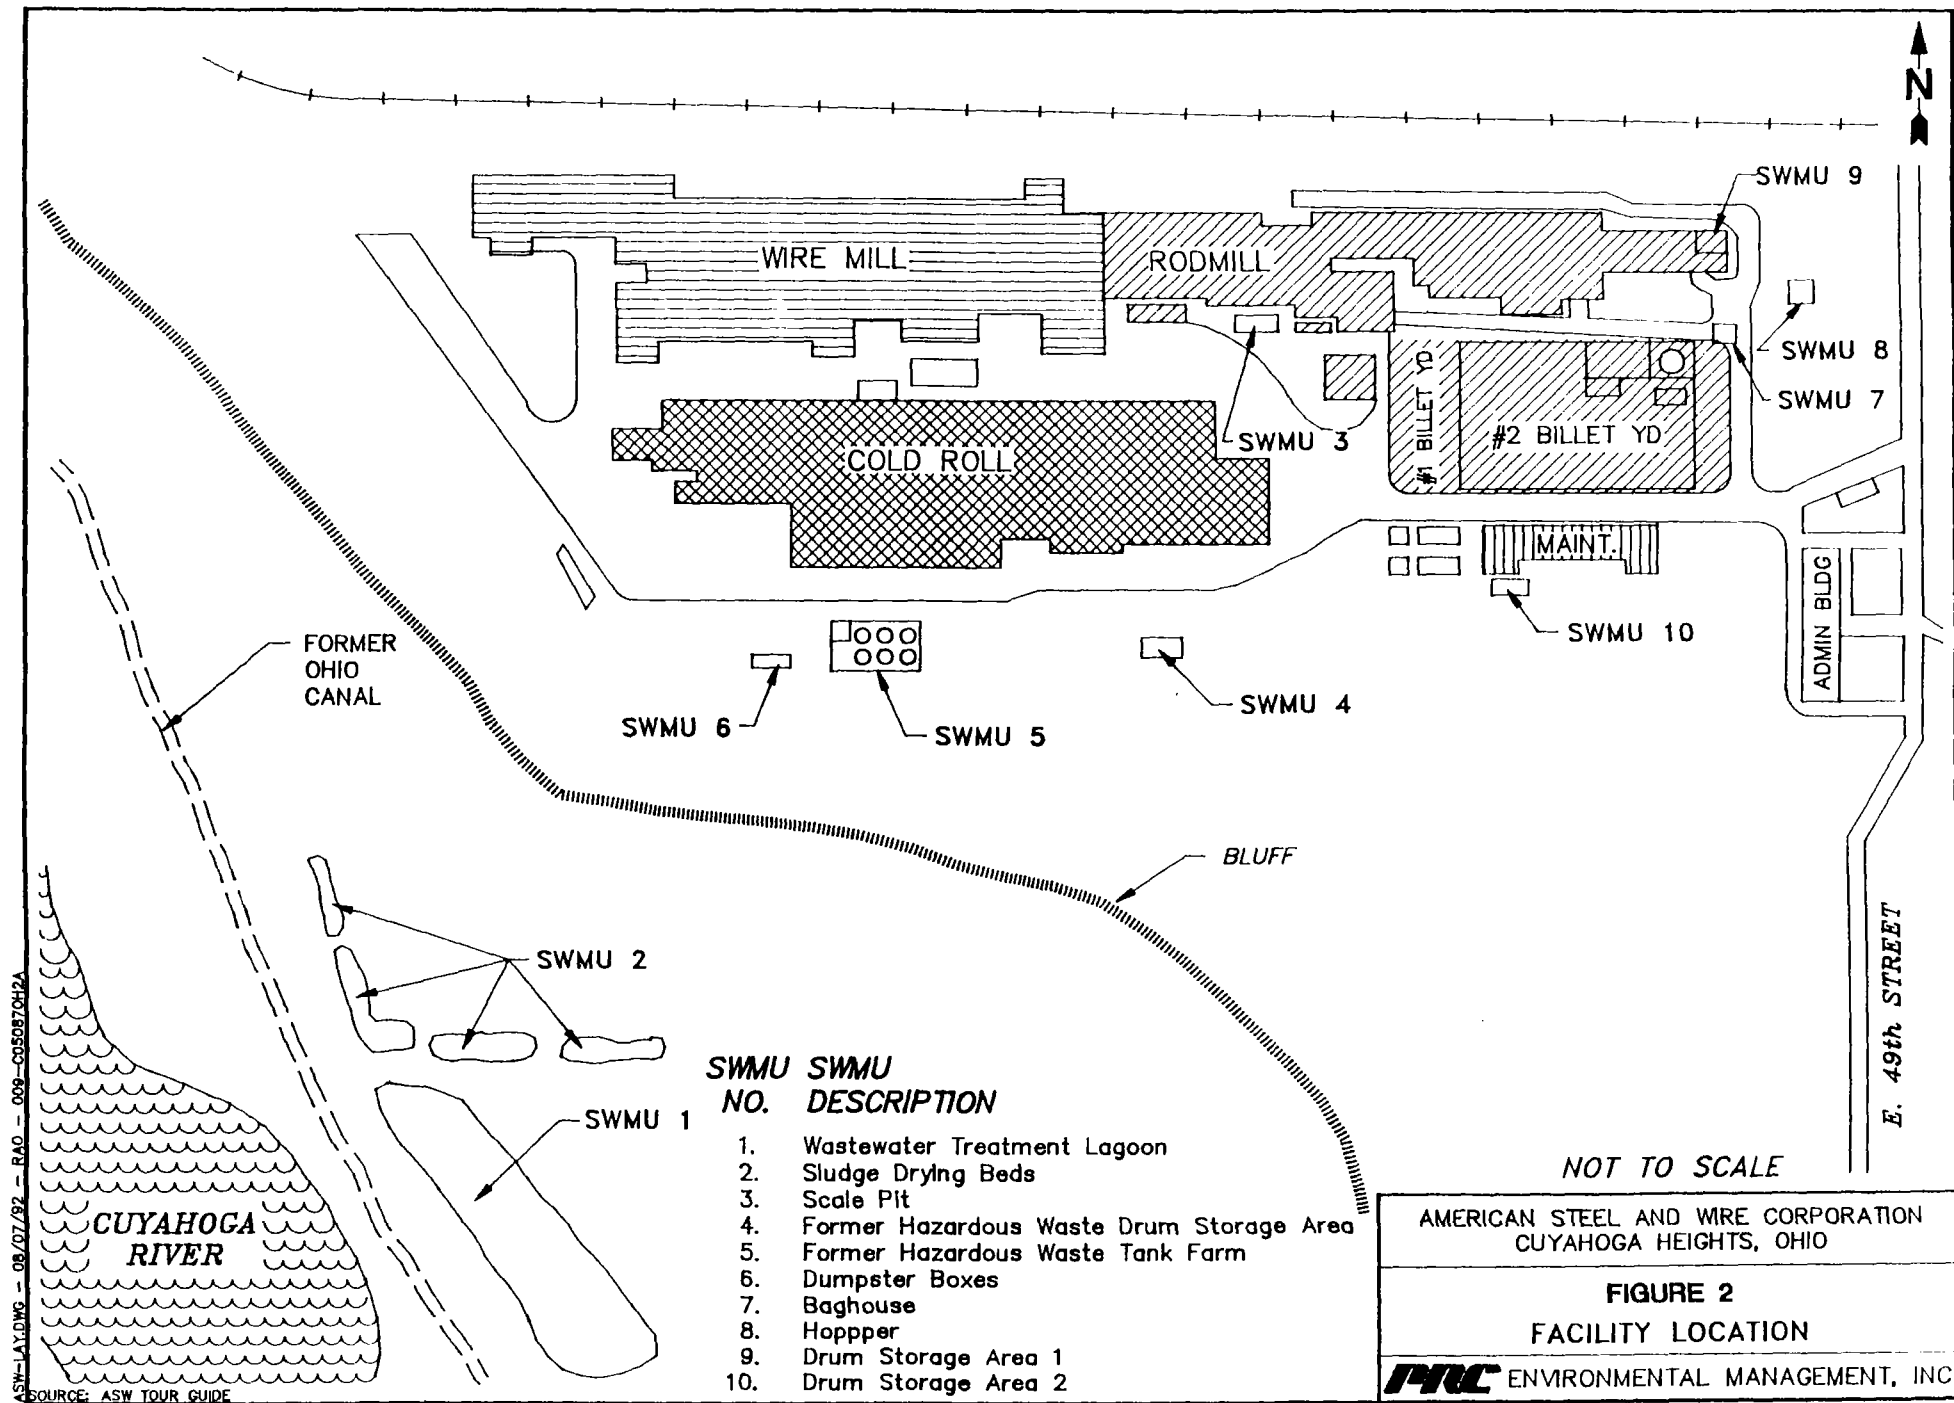 N
SWMU 9
WIRE MILL
RODMILL
SWMU 8
SWMU 7
SWMU 3
#1 BILLET YD
#2 BILLET YD
COLD ROLL
MAINT.
ADMIN BLDG
SWMU 10
FORMER
OHIO
CANAL
SWMU 6
SWMU 5
SWMU 4
BLUFF
SWMU 2
SWMU 1
E. 49th STREET
CUYAHOGA
RIVER
SWMU SWMU
NO. DESCRIPTION
1. Wastewater Treatment Lagoon
2. Sludge Drying Beds
3. Scale Pit
4. Former Hazardous Waste Drum Storage Area
5. Former Hazardous Waste Tank Farm
6. Dumpster Boxes
7. Baghouse
8. Hoppper
9. Drum Storage Area 1
10. Drum Storage Area 2
NOT TO SCALE
AMERICAN STEEL AND WIRE CORPORATION
CUYAHOGA HEIGHTS, OHIO
FIGURE 2
FACILITY LOCATION
PRC ENVIRONMENTAL MANAGEMENT, INC
SOURCE: ASW TOUR GUIDE
ASW-LAY.DWG - 08/07/92 - RAO - 009-C050870H2A